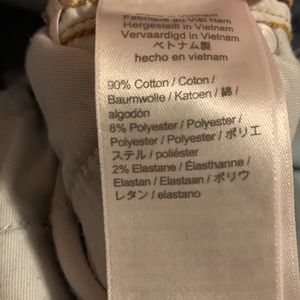 Fabriqué au Viêt Nam
Hergestellt in Vietnam
Vervaardigd in Vietnam
ベトナム製
hecho en vietnam
90% Cotton / Coton /
Baumwolle / Katoen / 綿 /
algodón
8% Polyester / Polyester /
Polyester / Polyester / ポリエ
ステル / poliéster
2% Elastane / Élasthanne /
Elastan / Elastaan / ポリウ
レタン / elastano